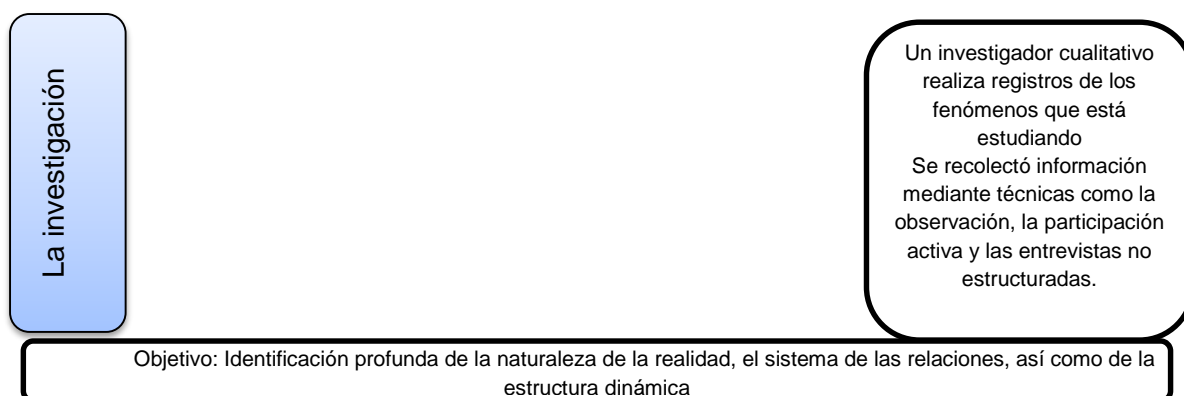 La investigación
Un investigador cualitativo
realiza registros de los
fenómenos que está
estudiando
Se recolectó información
mediante técnicas como la
observación, la participación
activa y las entrevistas no
estructuradas.
Objetivo: Identificación profunda de la naturaleza de la realidad, el sistema de las relaciones, así como de la
estructura dinámica